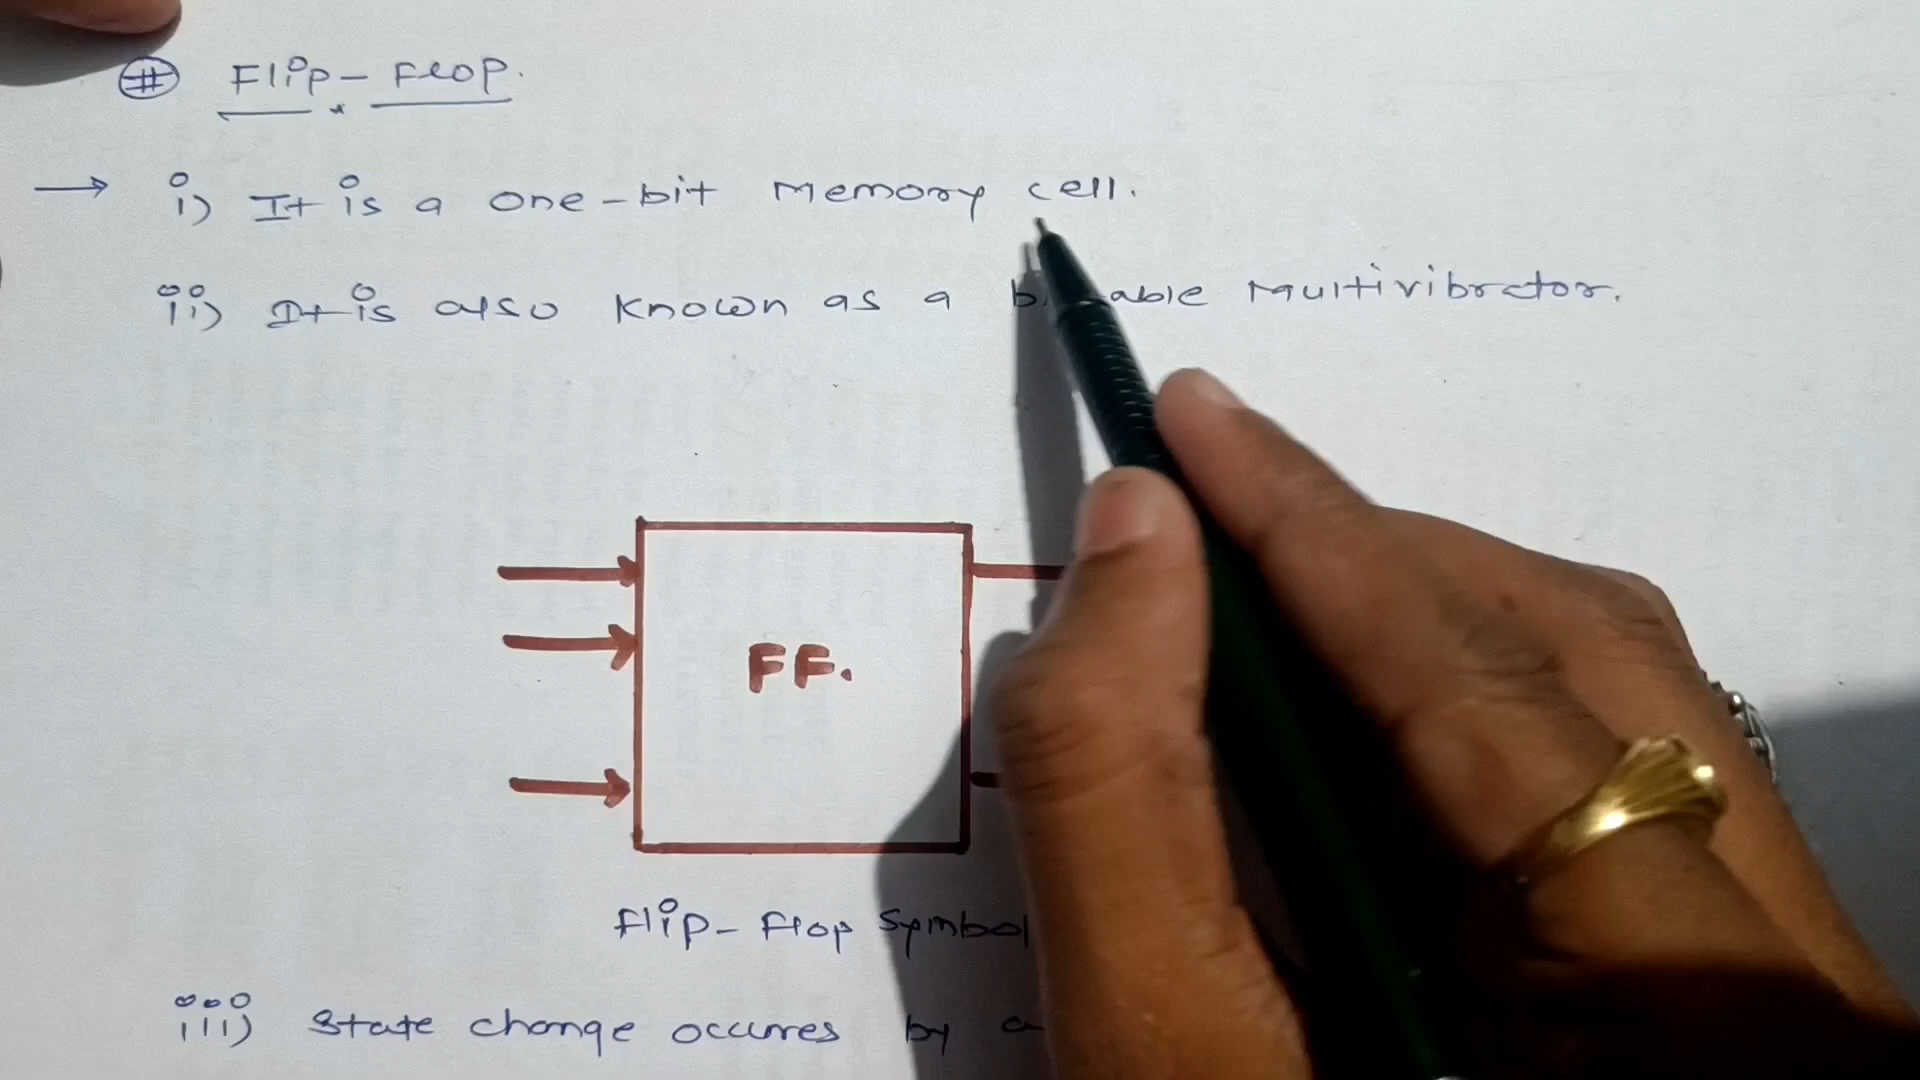 # Flip-Flop.
→ i) It is a one-bit Memory cell.
ii) It is also known as a able Multivibrator.
FF.
Flip-Flop Symbol
iii) State change occures by a